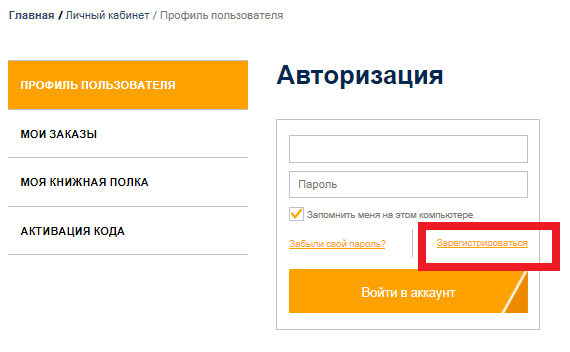 Главная / Личный кабинет / Профиль пользователя
Авторизация
ПРОФИЛЬ ПОЛЬЗОВАТЕЛЯ
МОИ ЗАКАЗЫ
МОЯ КНИЖНАЯ ПОЛКА
АКТИВАЦИЯ КОДА
Пароль
Запомнить меня на этом компьютере
Забыли свой пароль?
Зарегистрироваться
Войти в аккаунт